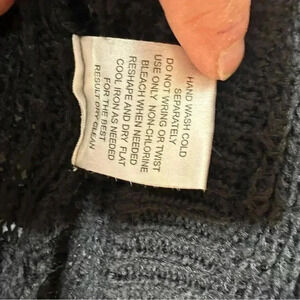 HAND WASH COLD
SEPARATELY
DO NOT WRING OR TWIST
USE ONLY NON-CHLORINE
BLEACH WHEN NEEDED
RESHAPE AND DRY FLAT
COOL IRON AS NEEDED
FOR THE BEST
RESULT DRY CLEAN